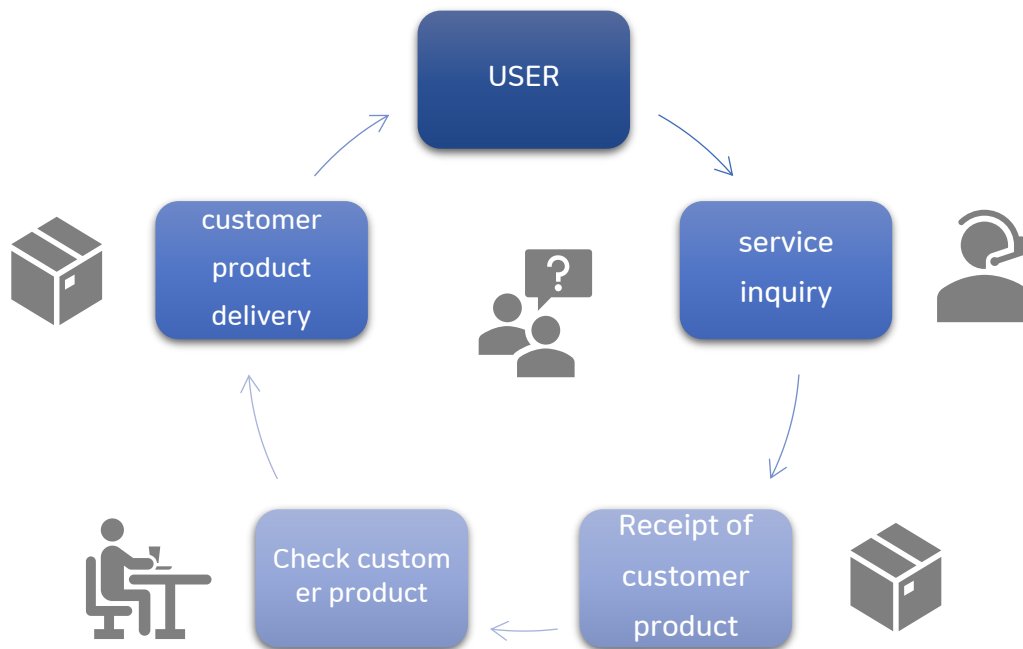 USER
service
inquiry
Receipt of
customer
product
Check custom
er product
customer
product
delivery
?